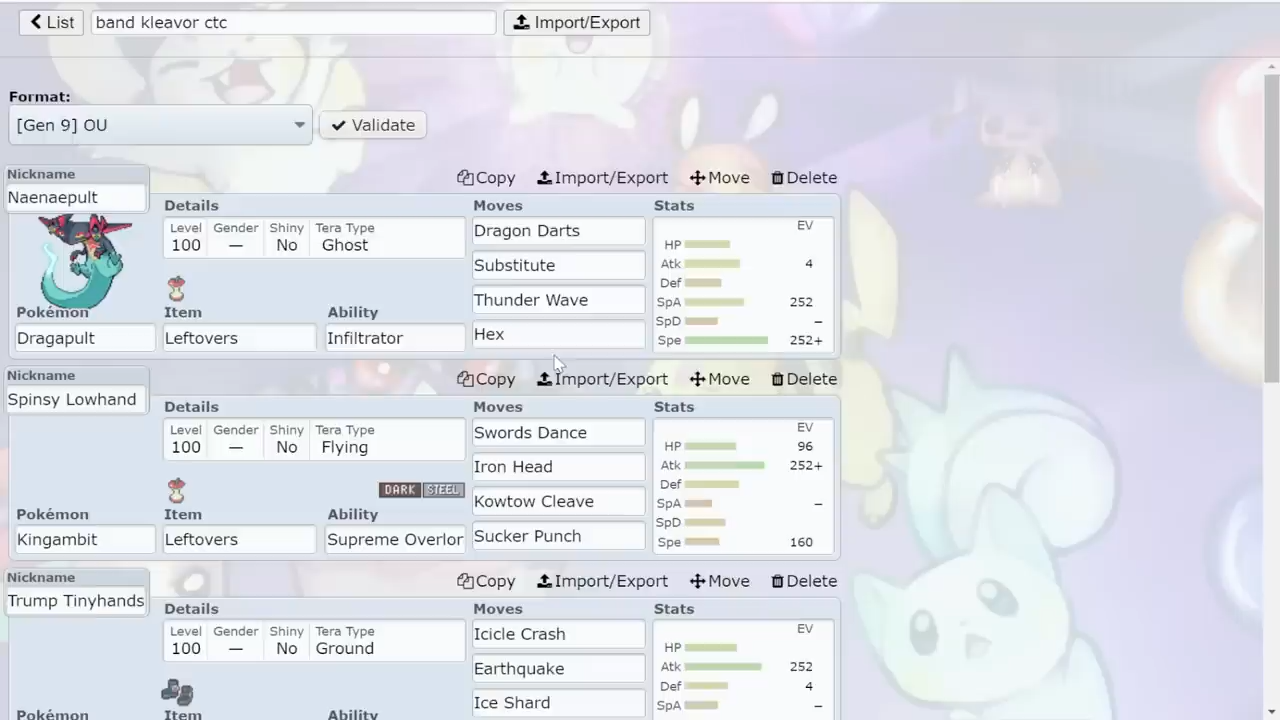 List
band kleavor ctc
Import/Export
Format:
[Gen 9] OU
Validate
Nickname
Naenaepult
Copy
Import/Export
Move
Delete
Details
Moves
Stats
Level
Gender
Shiny
Tera Type
100
—
No
Ghost
Dragon Darts
Substitute
Thunder Wave
Hex
EV
HP
Atk 4
Def
SpA 252
SpD –
Spe 252+
Pokémon
Item
Ability
Dragapult
Leftovers
Infiltrator
Nickname
Spinsy Lowhand
Copy
Import/Export
Move
Delete
Details
Moves
Stats
Level
Gender
Shiny
Tera Type
100
—
No
Flying
DARK
STEEL
Swords Dance
Iron Head
Kowtow Cleave
Sucker Punch
EV
HP 96
Atk 252+
Def
SpA –
SpD
Spe 160
Pokémon
Item
Ability
Kingambit
Leftovers
Supreme Overlor
Nickname
Trump Tinyhands
Copy
Import/Export
Move
Delete
Details
Moves
Stats
Level
Gender
Shiny
Tera Type
100
—
No
Ground
Icicle Crash
Earthquake
Ice Shard
EV
HP
Atk 252
Def 4
SpA –
Pokémon
Item
Ability